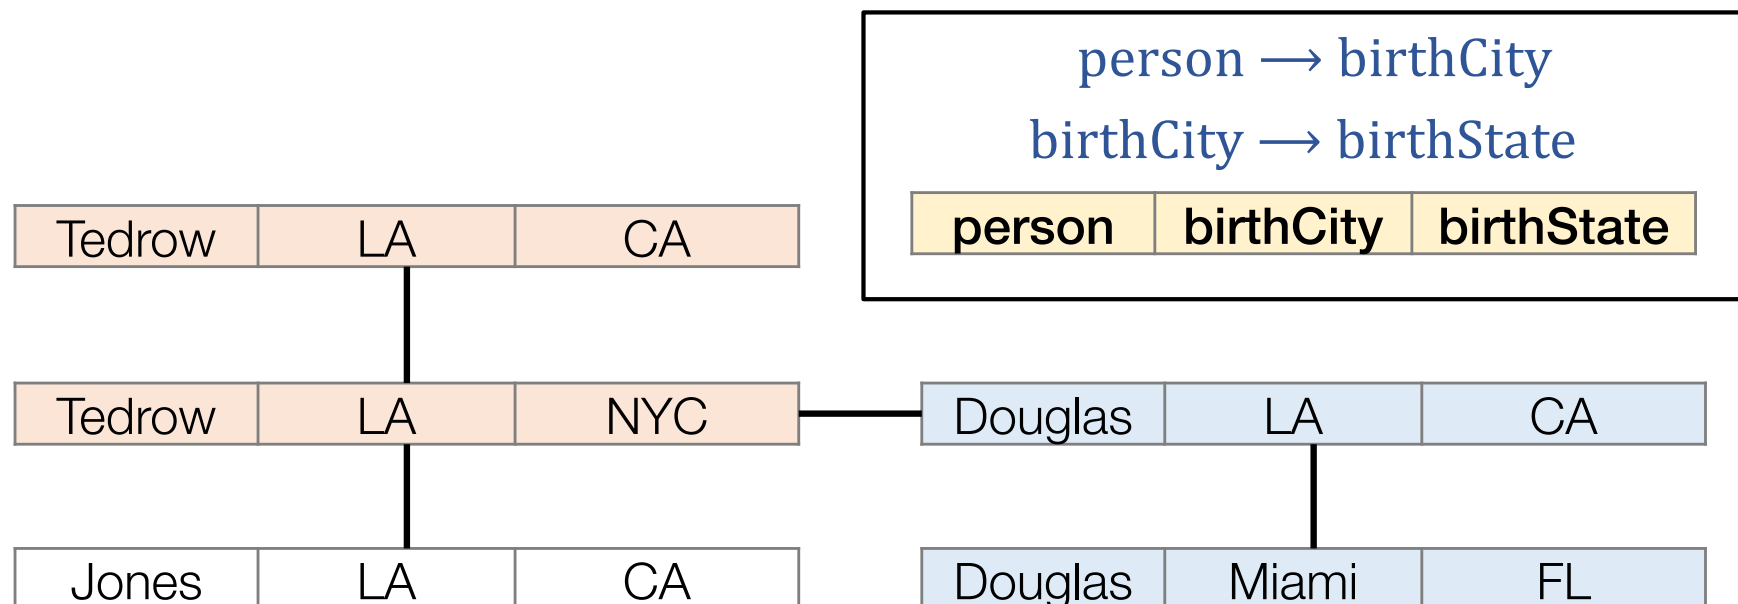 person ⟶ birthCity
birthCity ⟶ birthState
person birthCity birthState
Tedrow LA CA
Tedrow LA NYC
Douglas LA CA
Jones LA CA
Douglas Miami FL